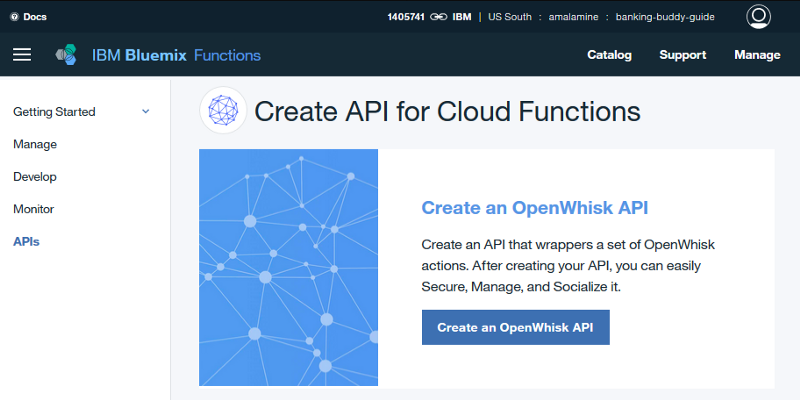 Docs
1405741 IBM | US South : amalamine : banking-buddy-guide
IBM Bluemix Functions
Catalog Support Manage
Getting Started
Manage
Develop
Monitor
APIs
Create API for Cloud Functions
Create an OpenWhisk API
Create an API that wrappers a set of OpenWhisk
actions. After creating your API, you can easily
Secure, Manage, and Socialize it.
Create an OpenWhisk API